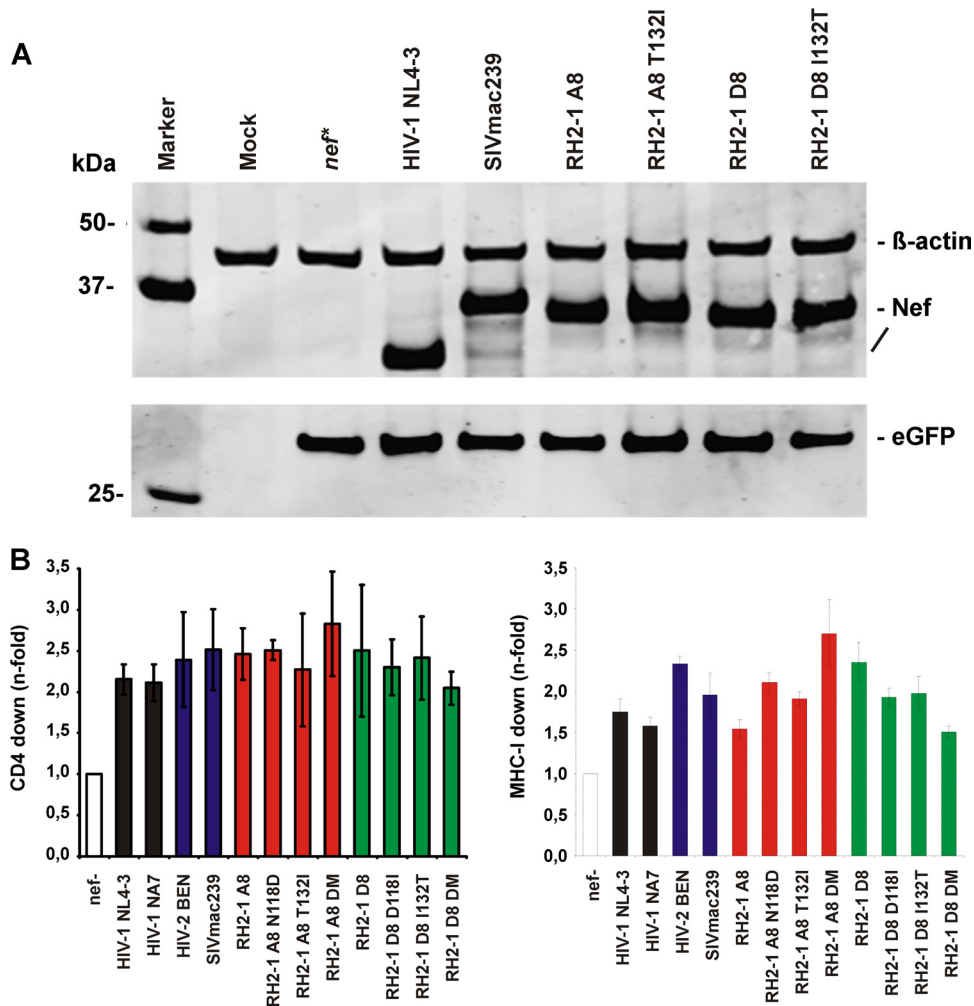 A
kDa
Marker
Mock
nef*
HIV-1 NL4-3
SIVmac239
RH2-1 A8
RH2-1 A8 T132I
RH2-1 D8
RH2-1 D8 I132T
50-
37-
- ß-actin
- Nef
- eGFP
25-
B
CD4 down (n-fold)
3,5
3,0
2,5
2,0
1,5
1,0
0,5
0,0
nef-
HIV-1 NL4-3
HIV-1 NA7
HIV-2 BEN
SIVmac239
RH2-1 A8
RH2-1 A8 N118D
RH2-1 A8 T132I
RH2-1 A8 DM
RH2-1 D8
RH2-1 D8 D118I
RH2-1 D8 I132T
RH2-1 D8 DM
MHC-I down (n-fold)
3,5
3,0
2,5
2,0
1,5
1,0
0,5
0,0
nef-
HIV-1 NL4-3
HIV-1 NA7
HIV-2 BEN
SIVmac239
RH2-1 A8
RH2-1 A8 N118D
RH2-1 A8 T132I
RH2-1 A8 DM
RH2-1 D8
RH2-1 D8 D118I
RH2-1 D8 I132T
RH2-1 D8 DM